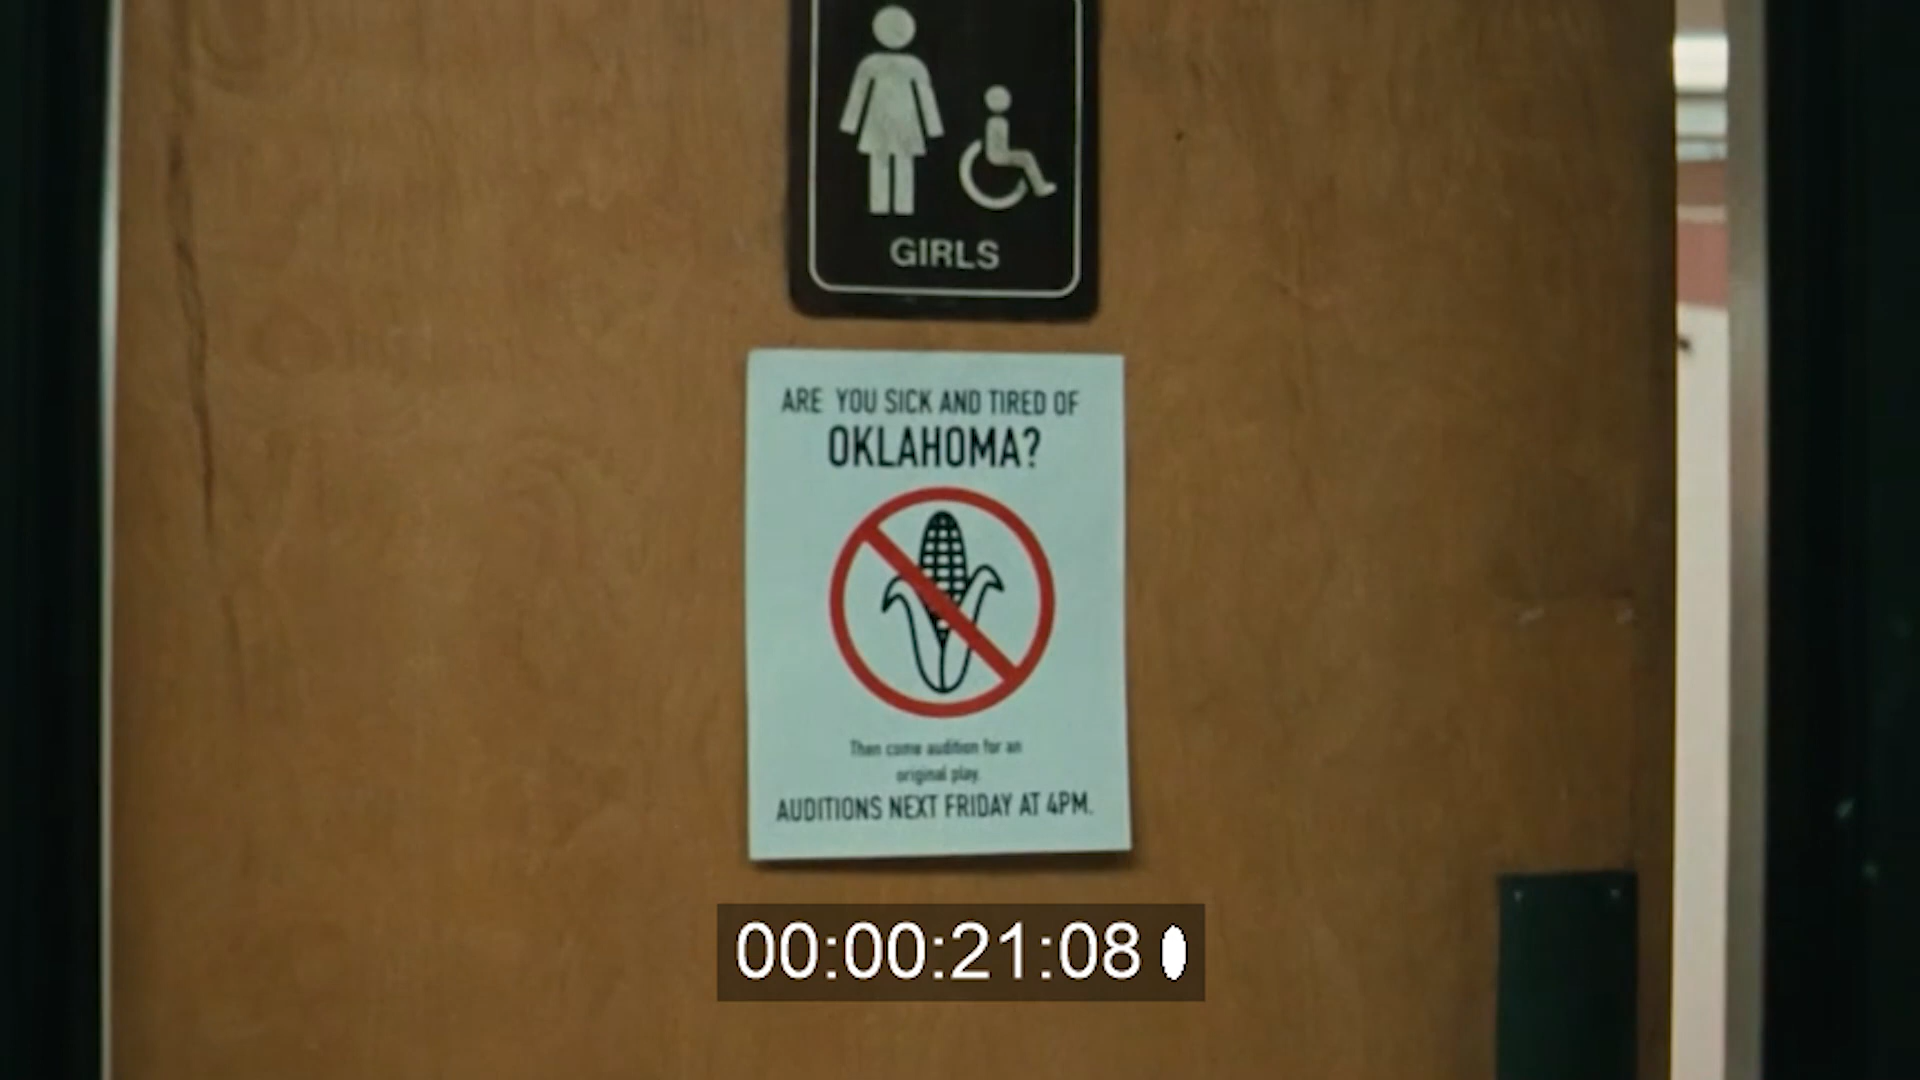 GIRLS
ARE YOU SICK AND TIRED OF
OKLAHOMA?
Then come audition for an
original play.
AUDITIONS NEXT FRIDAY AT 4PM.
00:00:21:08